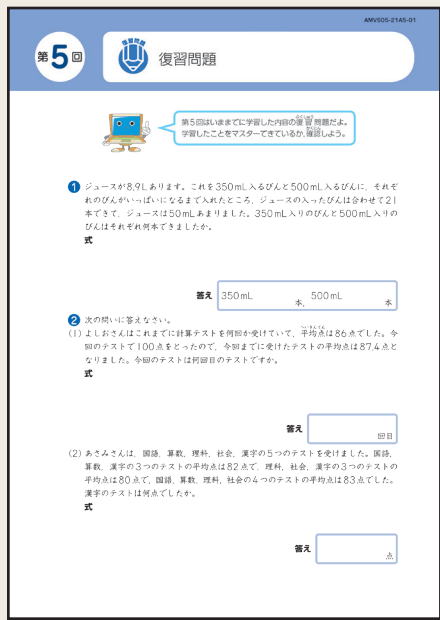 AMVS05-21A5-01
第5回
復習問題
復習問題
ふくしゅう
第5回はいままでに学習した内容の復習問題だよ。
かくにん
学習したことをマスターできているか、確認しよう。
1 ジュースが8.9Lあります。これを350mL入るびんと500mL入るびんに、それぞ
れのびんがいっぱいになるまで入れたところ、ジュースの入ったびんは合わせて21
本できて、ジュースは50mLあまりました。350mL入りのびんと500mL入りの
びんはそれぞれ何本できましたか。
式
答え 350mL 本, 500mL 本
2 次の問いに答えなさい。
(1) よしおさんはこれまでに計算テストを何回か受けていて、平均点は86点でした。今
回のテストで100点をとったので、今回までに受けたテストの平均点は87.4点と
なりました。今回のテストは何回目のテストですか。
式
答え 回目
(2) あさみさんは、国語、算数、理科、社会、漢字の5つのテストを受けました。国語、
算数、漢字の3つのテストの平均点は82点で、理科、社会、漢字の3つのテストの
平均点は80点で、国語、算数、理科、社会の4つのテストの平均点は83点でした。
漢字のテストは何点でしたか。
式
答え 点